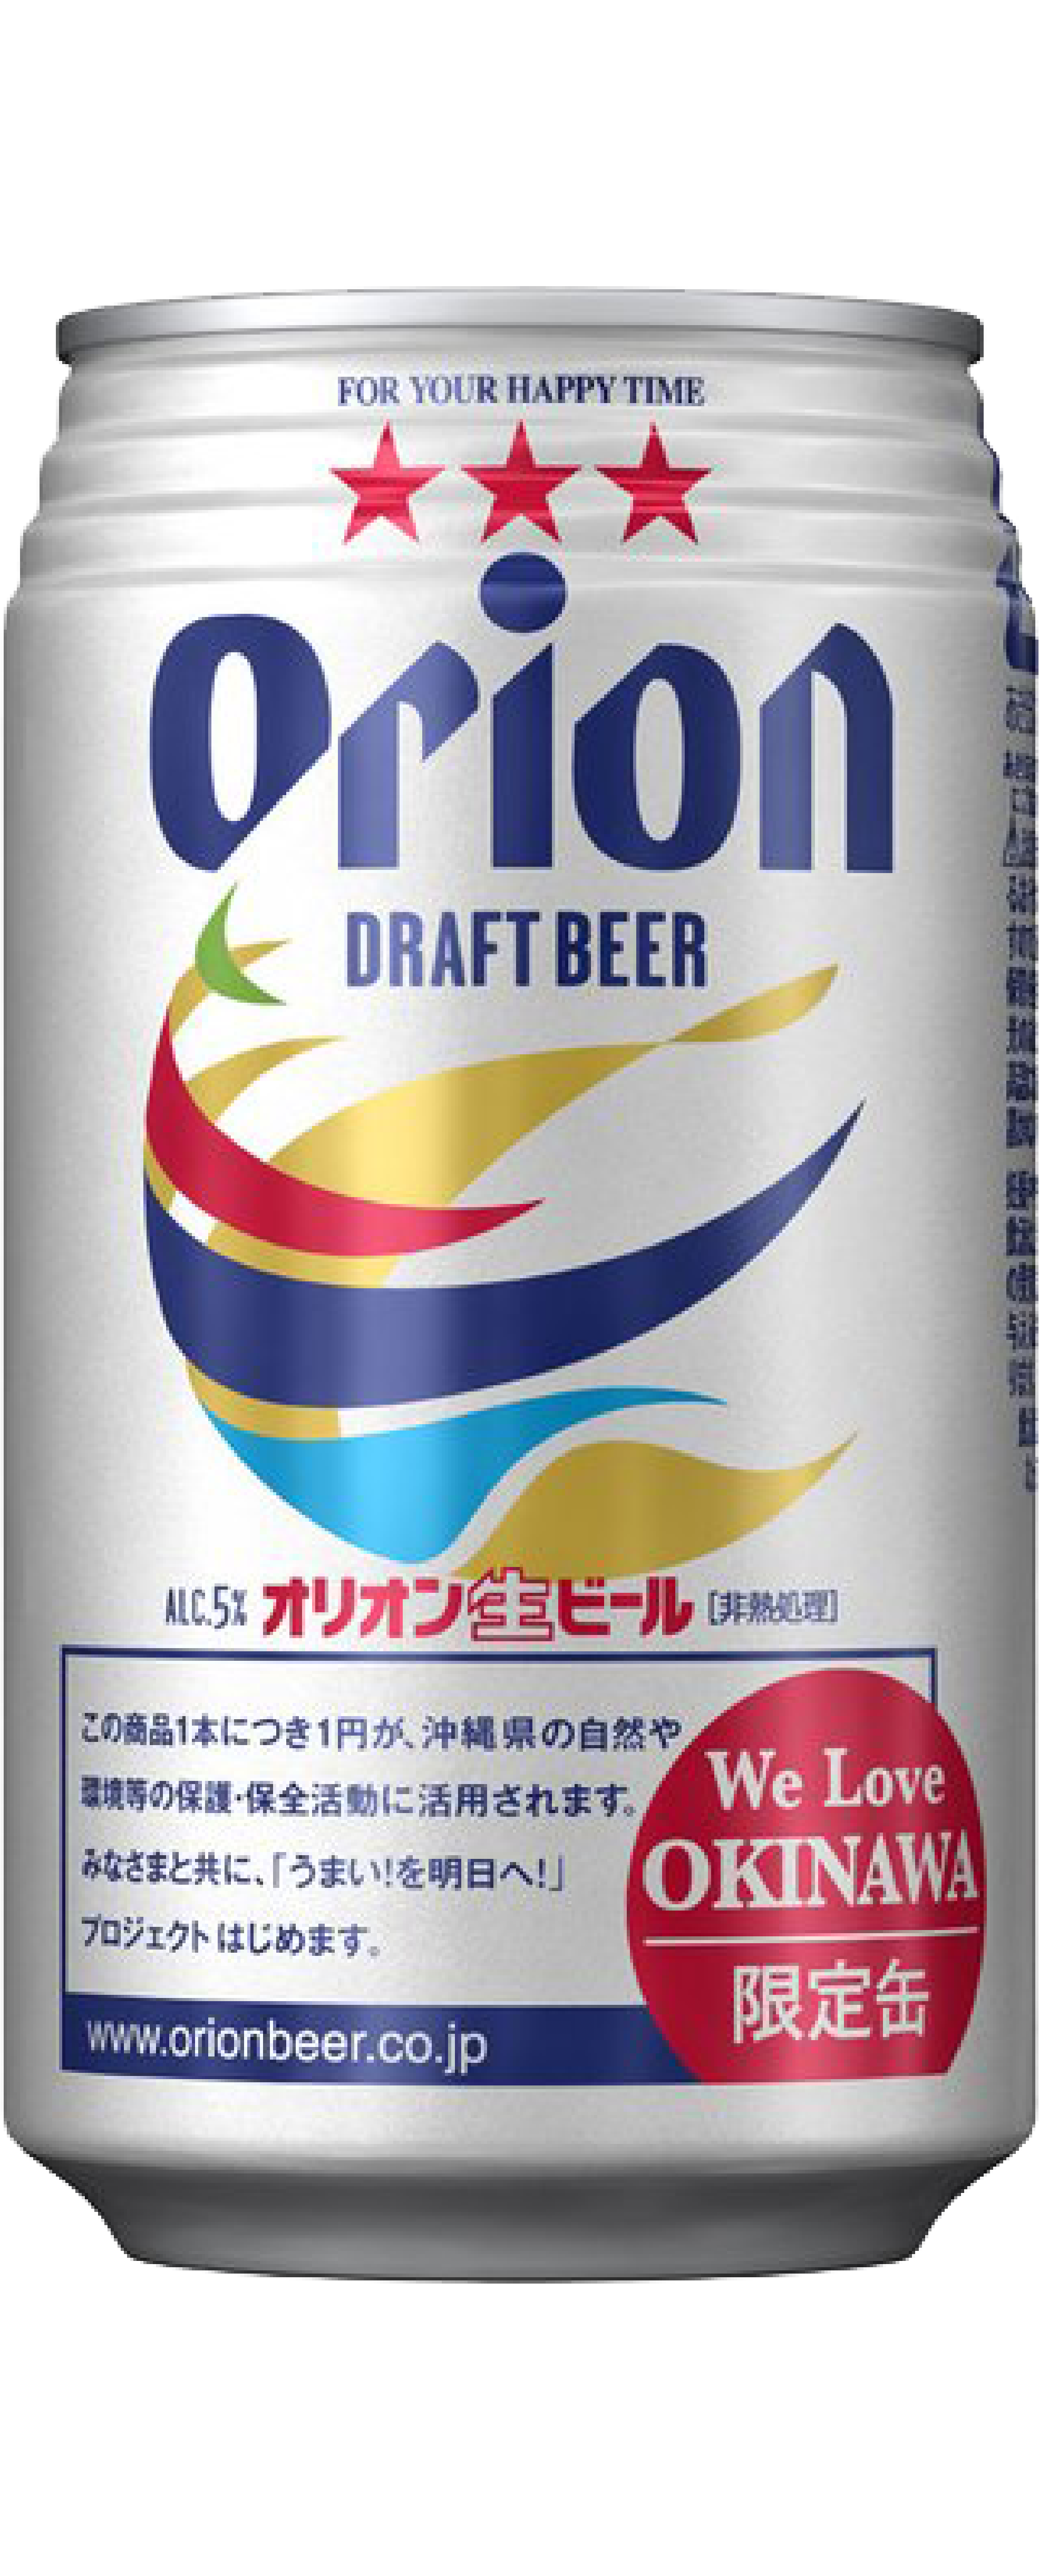 FOR YOUR HAPPY TIME
orion
DRAFT BEER
ALC.5% オリオン生ビール [非熱処理]
この商品1本につき1円が、沖縄県の自然や
環境等の保護・保全活動に活用されます。
みなさまと共に、「うまい!を明日へ!」
プロジェクトはじめます。
www.orionbeer.co.jp
We Love
OKINAWA
限定缶